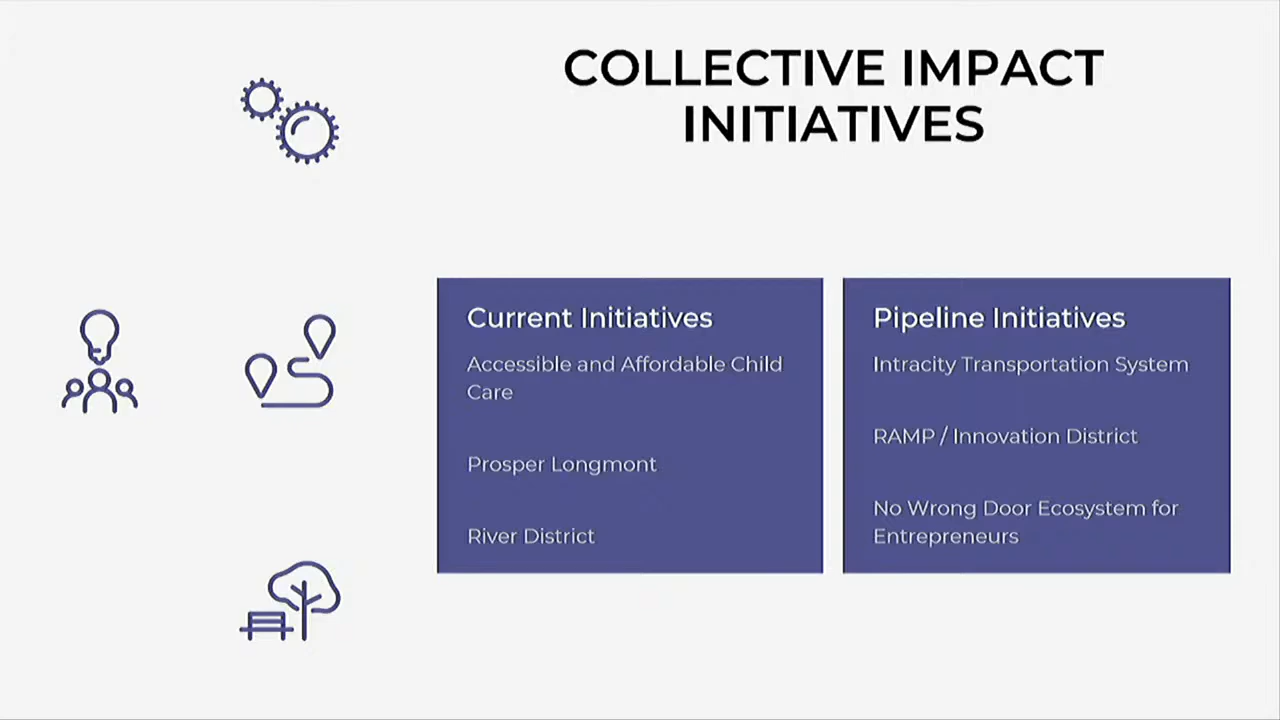 COLLECTIVE IMPACT
INITIATIVES
Current Initiatives
Accessible and Affordable Child
Care
Prosper Longmont
River District
Pipeline Initiatives
Intracity Transportation System
RAMP / Innovation District
No Wrong Door Ecosystem for
Entrepreneurs